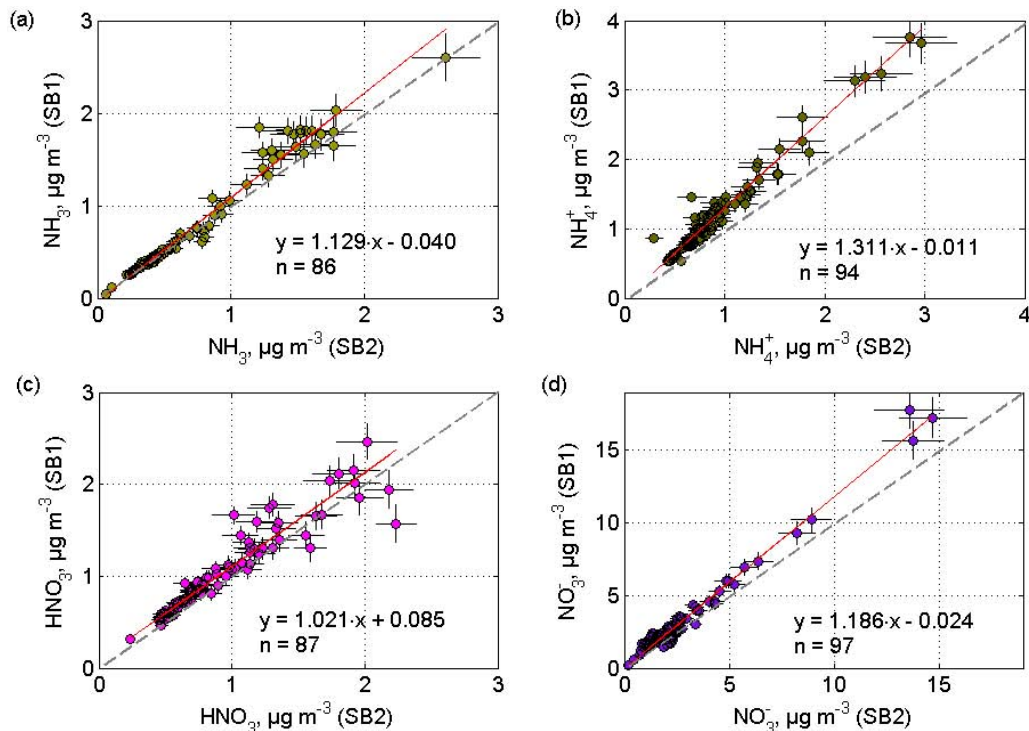 (a)
3
2
1
0
NH₃, µg m⁻³ (SB1)
y = 1.129·x - 0.040
n = 86
0 1 2 3
NH₃, µg m⁻³ (SB2)
(b)
4
3
2
1
0
NH₄⁺, µg m⁻³ (SB1)
y = 1.311·x - 0.011
n = 94
0 1 2 3 4
NH₄⁺, µg m⁻³ (SB2)
(c)
3
2
1
0
HNO₃, µg m⁻³ (SB1)
y = 1.021·x + 0.085
n = 87
0 1 2 3
HNO₃, µg m⁻³ (SB2)
(d)
15
10
5
0
NO₃⁻, µg m⁻³ (SB1)
y = 1.186·x - 0.024
n = 97
0 5 10 15
NO₃⁻, µg m⁻³ (SB2)